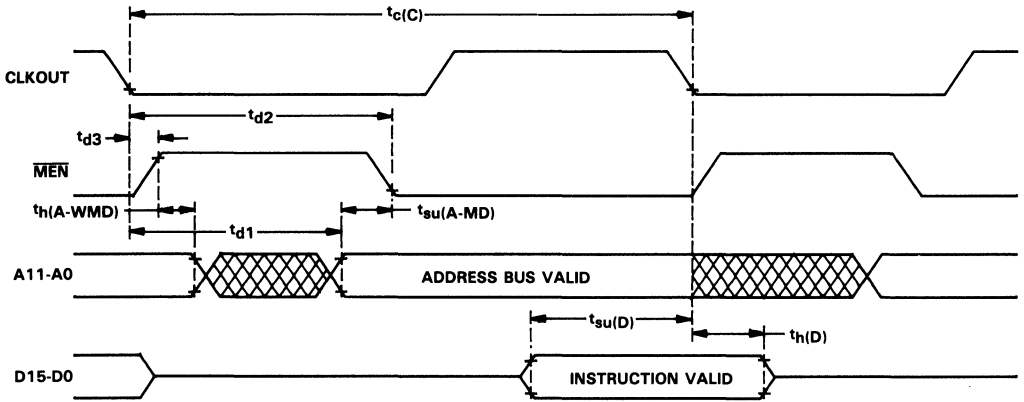 tc(C)
CLKOUT
td2
td3
MEN
th(A-WMD)
td1
tsu(A-MD)
A11-A0
ADDRESS BUS VALID
tsu(D)
th(D)
D15-D0
INSTRUCTION VALID